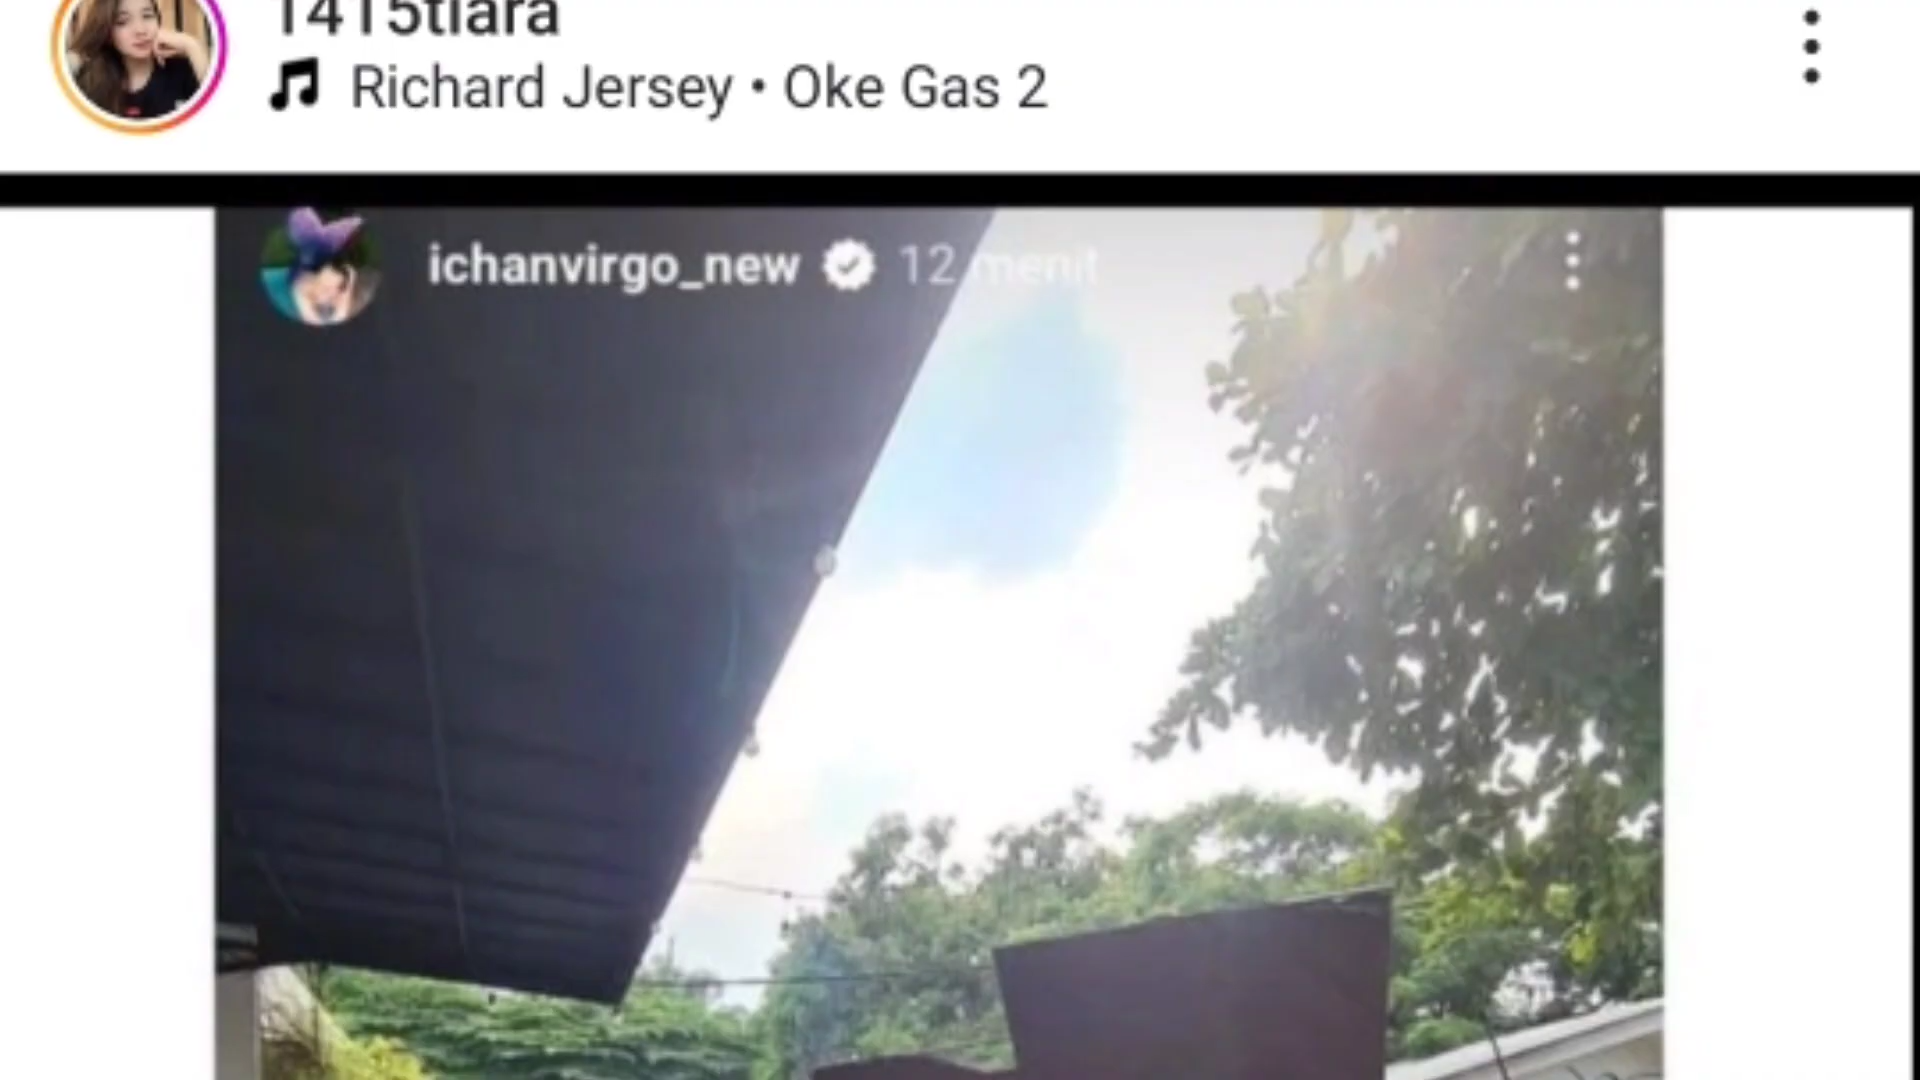 1415tiara
Richard Jersey • Oke Gas 2
ichanvirgo_new 12 menit